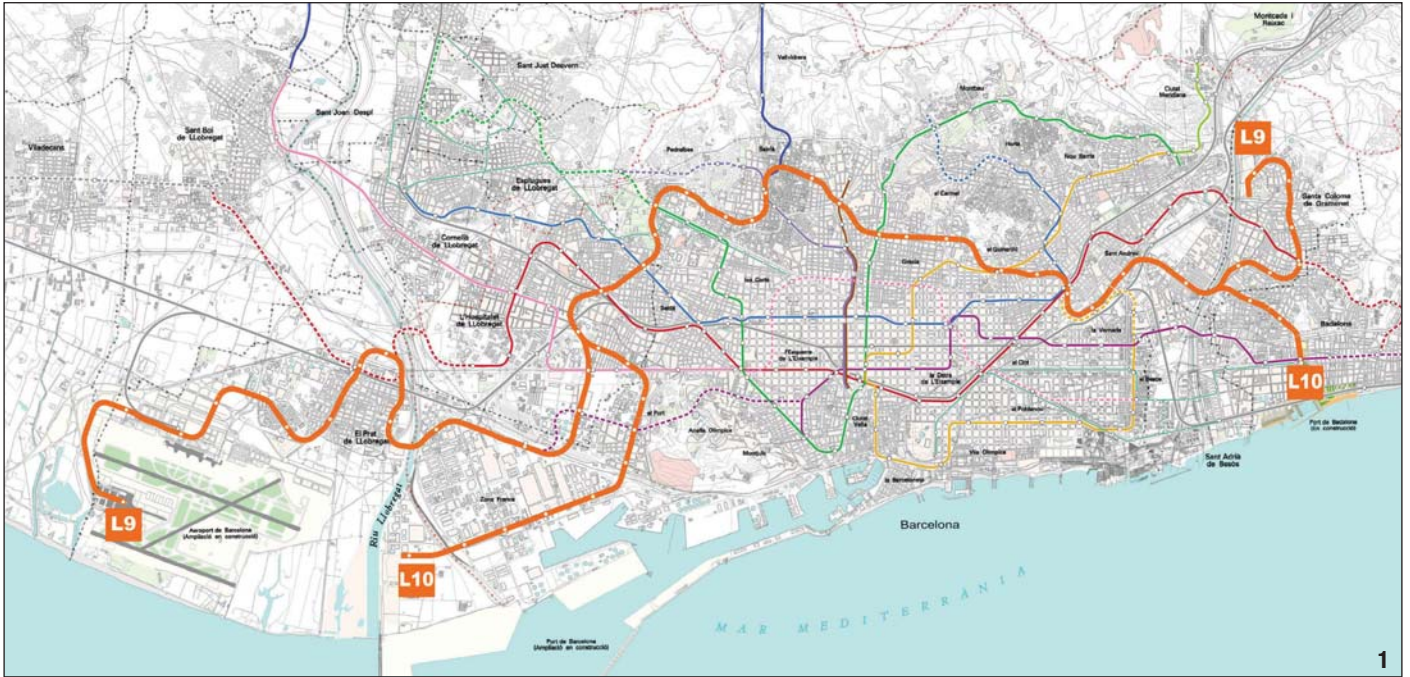 Montcada i
Reixac
Vallvidrera
Sant Just Desvern
Ciutat
Meridiana
Montbau
Sant Joan Despí
Sant Boi
de LLobregat
Viladecans
Horta
Nou Barris
L9
Pedralbes
Sarrià
Esplugues
de LLobregat
el Carmel
Santa Coloma
de Gramenet
Cornellà
de LLobregat
el Guinardó
Sant Andreu
Gràcia
Les Corts
L'Hospitalet
de LLobregat
Sants
Badalona
la Verneda
l'Esquerra
de L'Eixample
el Clot
la Dreta
de L'Eixample
el Besòs
L10
el Port
el Poblenou
El Prat
de LLobregat
Anella Olímpica
Ciutat
Vella
Port de Badalona
(En construcció)
Montjuïc
Vila Olímpica
Sant Adrià
de Besòs
la Barceloneta
Zona Franca
L9
Aeroport de Barcelona
(Ampliació en construcció)
Riu Llobregat
Barcelona
L10
MAR MEDITERRÀNIA
Port de Barcelona
(Ampliació en construcció)
1